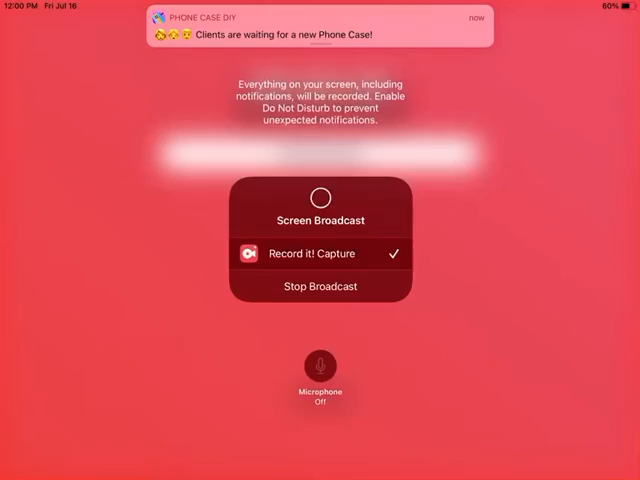 12:00 PM Fri Jul 16
60%
PHONE CASE DIY
now
Clients are waiting for a new Phone Case!
Everything on your screen, including
notifications, will be recorded. Enable
Do Not Disturb to prevent
unexpected notifications.
Screen Broadcast
Record it! Capture
Stop Broadcast
Microphone
Off